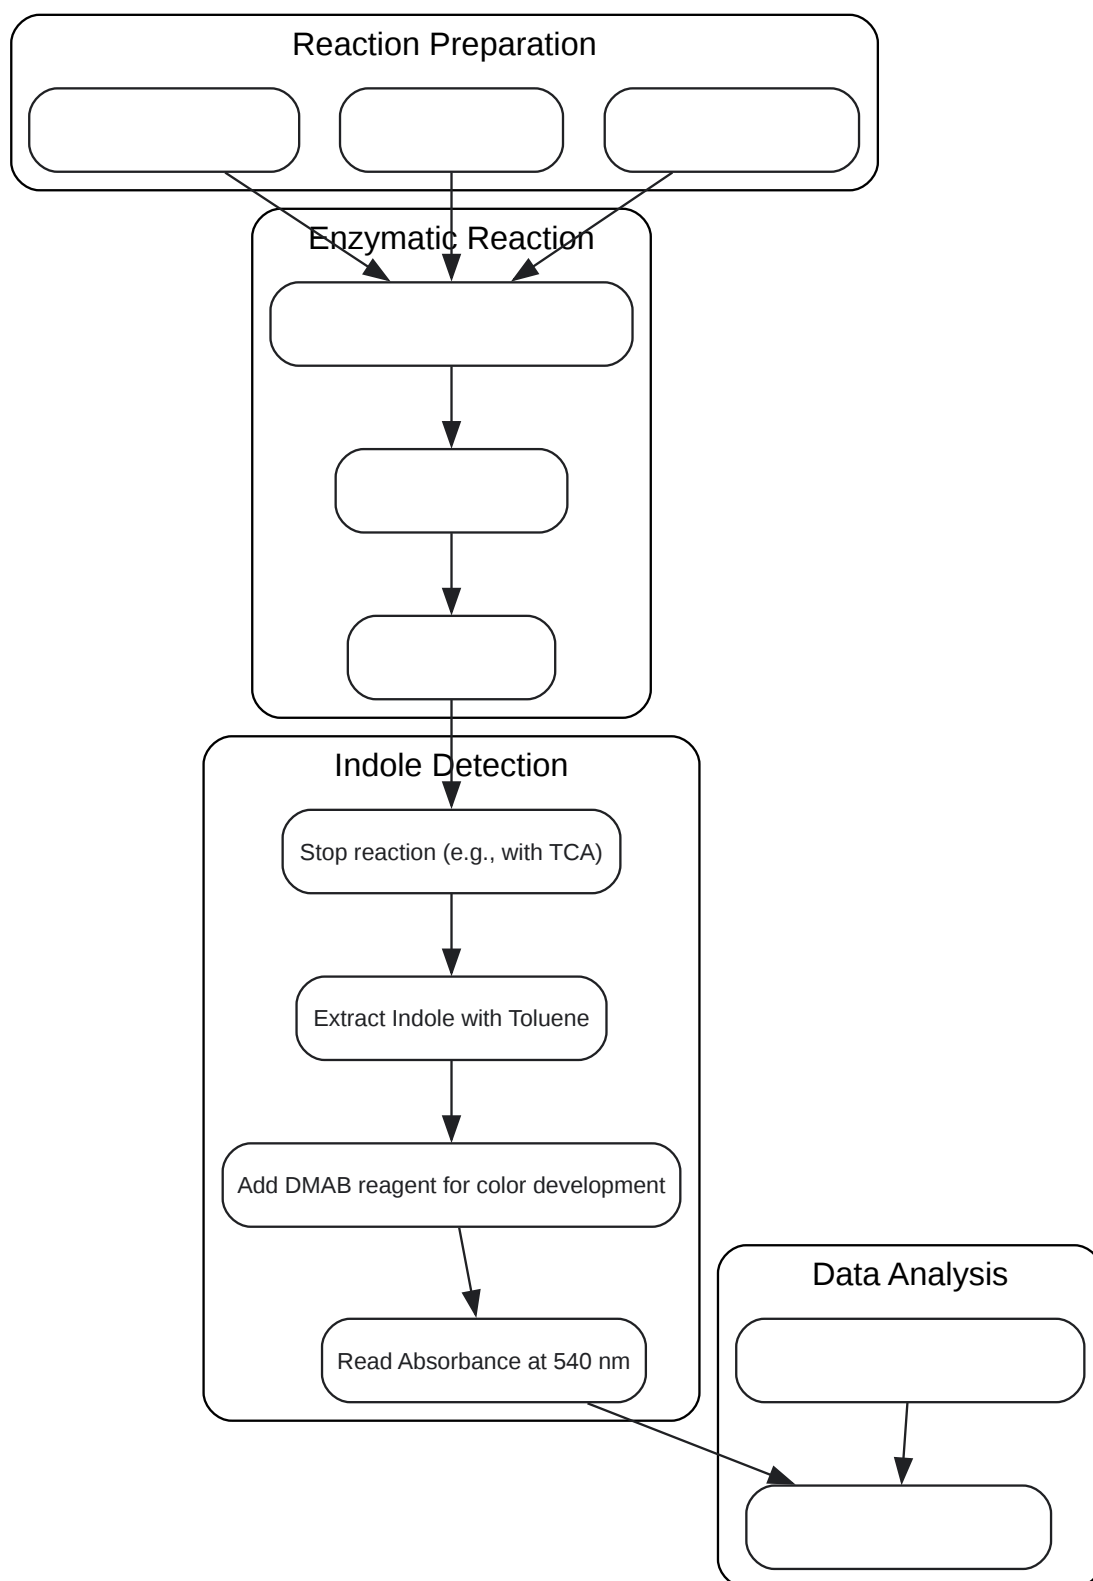 Reaction Preparation
Enzymatic Reaction
Indole Detection
Stop reaction (e.g., with TCA)
Extract Indole with Toluene
Add DMAB reagent for color development
Read Absorbance at 540 nm
Data Analysis